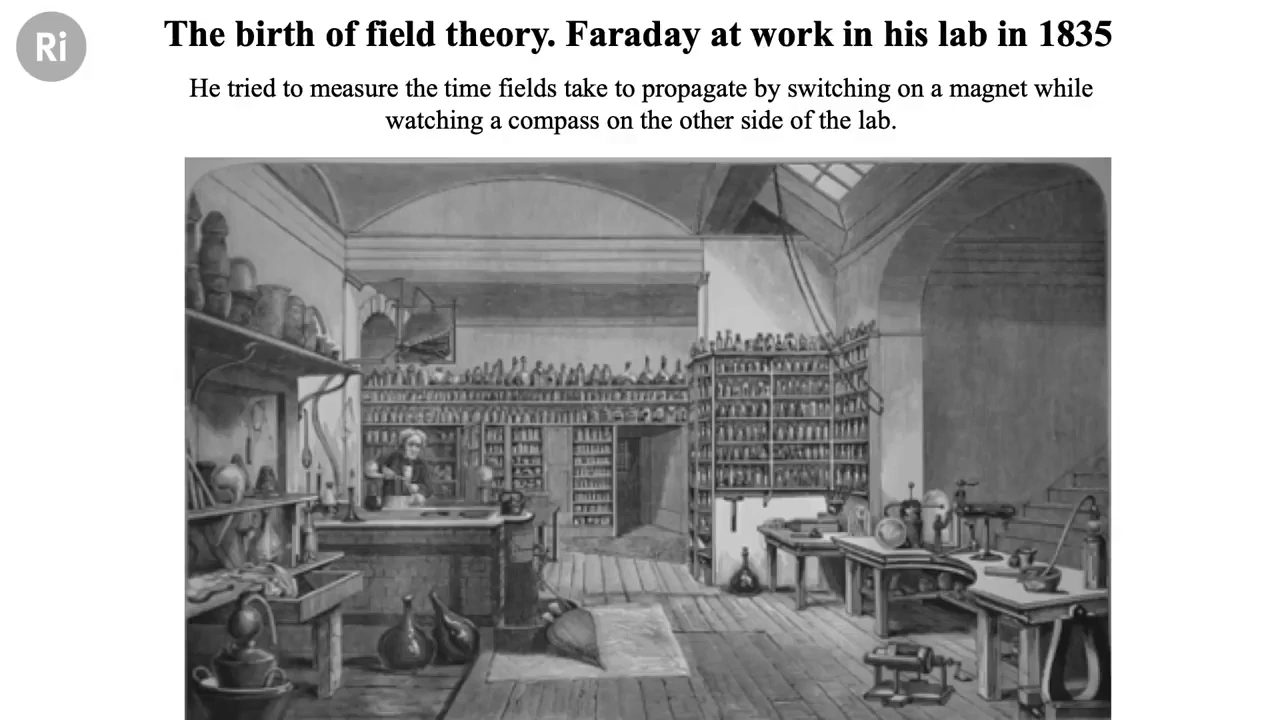 Ri
The birth of field theory. Faraday at work in his lab in 1835
He tried to measure the time fields take to propagate by switching on a magnet while
watching a compass on the other side of the lab.